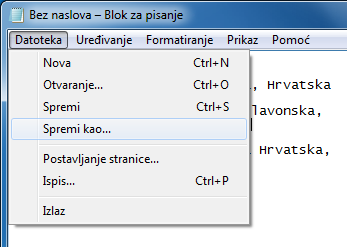 Bez naslova – Blok za pisanje
Datoteka Uređivanje Formatiranje Prikaz Pomoć
Nova Ctrl+N
Otvaranje... Ctrl+O
Spremi Ctrl+S
Spremi kao...
Postavljanje stranice...
Ispis... Ctrl+P
Izlaz
, Hrvatska
lavonska,
Hrvatska,